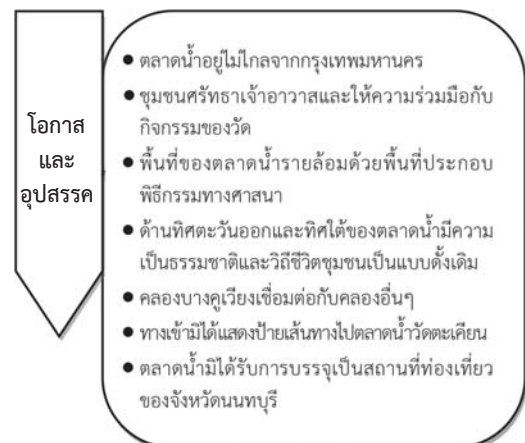 โอกาส
และ
อุปสรรค
● ตลาดน้ำอยู่ไม่ไกลจากกรุงเทพมหานคร
● ชุมชนศรัทธาเจ้าอาวาสและให้ความร่วมมือกับ
กิจกรรมของวัด
● พื้นที่ของตลาดน้ำรายล้อมด้วยพื้นที่ประกอบ
พิธีกรรมทางศาสนา
● ด้านทิศตะวันออกและทิศใต้ของตลาดน้ำมีความ
เป็นธรรมชาติและวิถีชีวิตชุมชนเป็นแบบดั้งเดิม
● คลองบางคูเวียงเชื่อมต่อกับคลองอื่นๆ
● ทางเข้ามิได้แสดงป้ายเส้นทางไปตลาดน้ำวัดตะเคียน
● ตลาดน้ำมิได้รับการบรรจุเป็นสถานที่ท่องเที่ยว
ของจังหวัดนนทบุรี